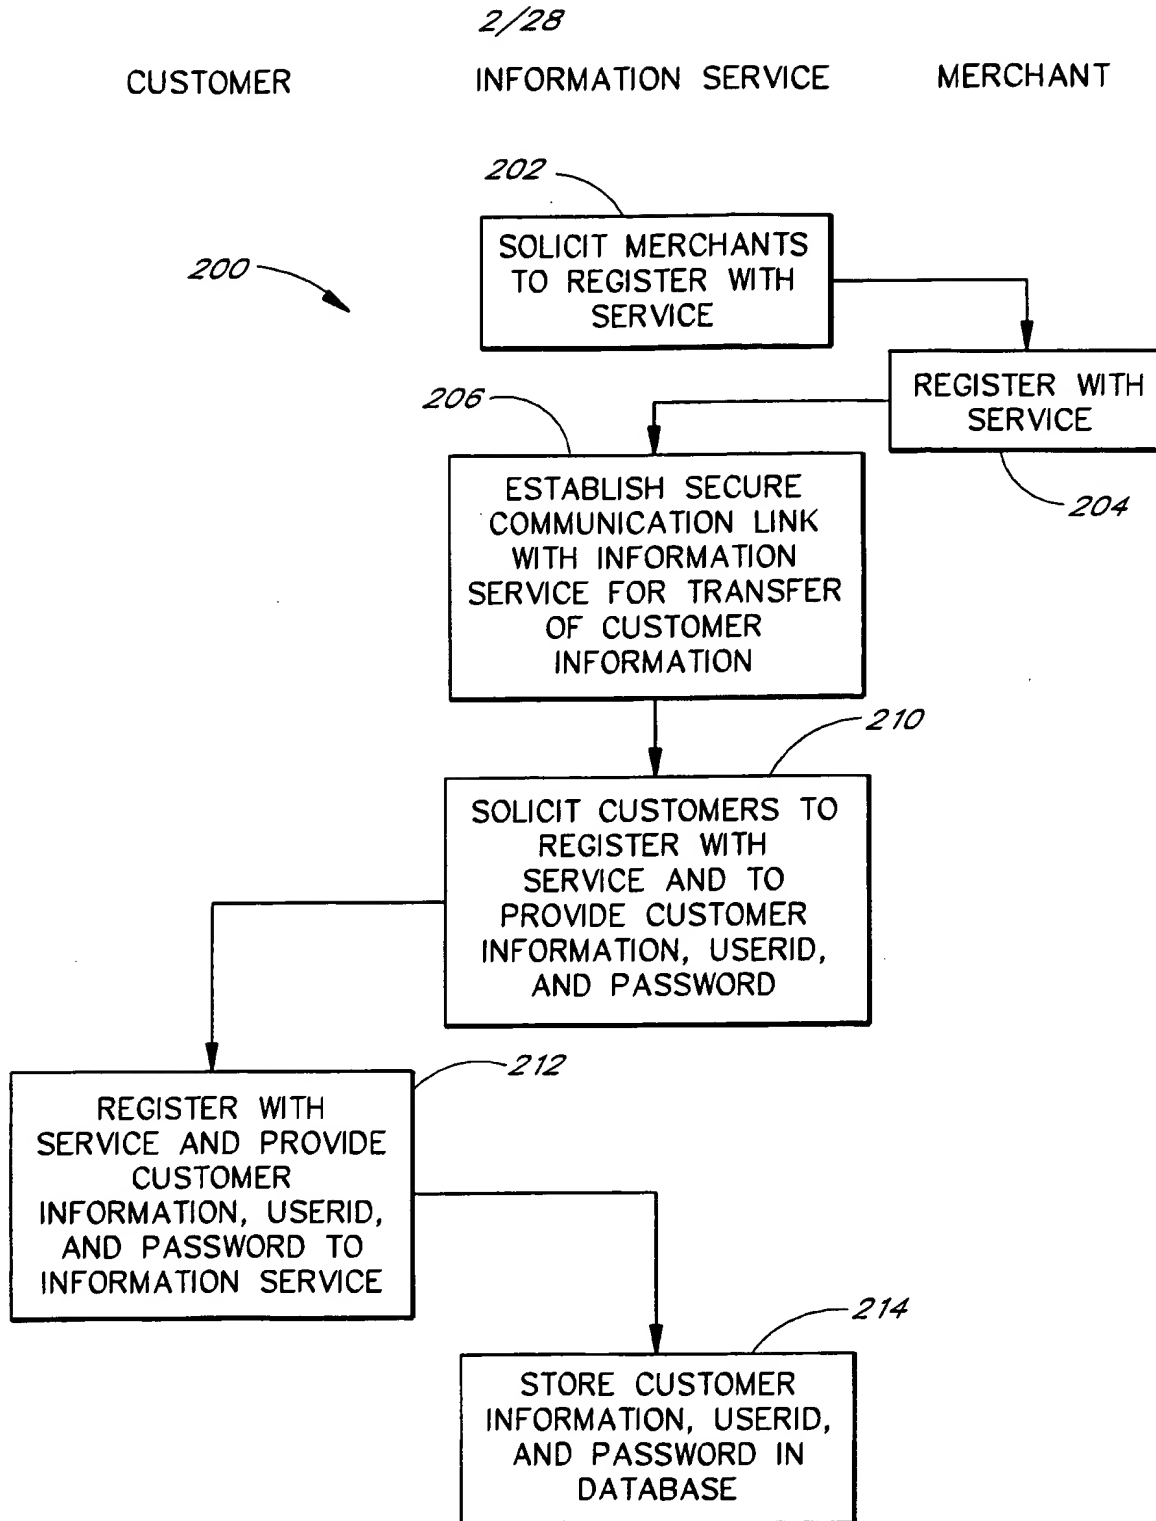 2/28
CUSTOMER
INFORMATION SERVICE
MERCHANT
202
SOLICIT MERCHANTS
TO REGISTER WITH
SERVICE
200
REGISTER WITH
SERVICE
204
206
ESTABLISH SECURE
COMMUNICATION LINK
WITH INFORMATION
SERVICE FOR TRANSFER
OF CUSTOMER
INFORMATION
210
SOLICIT CUSTOMERS TO
REGISTER WITH
SERVICE AND TO
PROVIDE CUSTOMER
INFORMATION, USERID,
AND PASSWORD
212
REGISTER WITH
SERVICE AND PROVIDE
CUSTOMER
INFORMATION, USERID,
AND PASSWORD TO
INFORMATION SERVICE
214
STORE CUSTOMER
INFORMATION, USERID,
AND PASSWORD IN
DATABASE